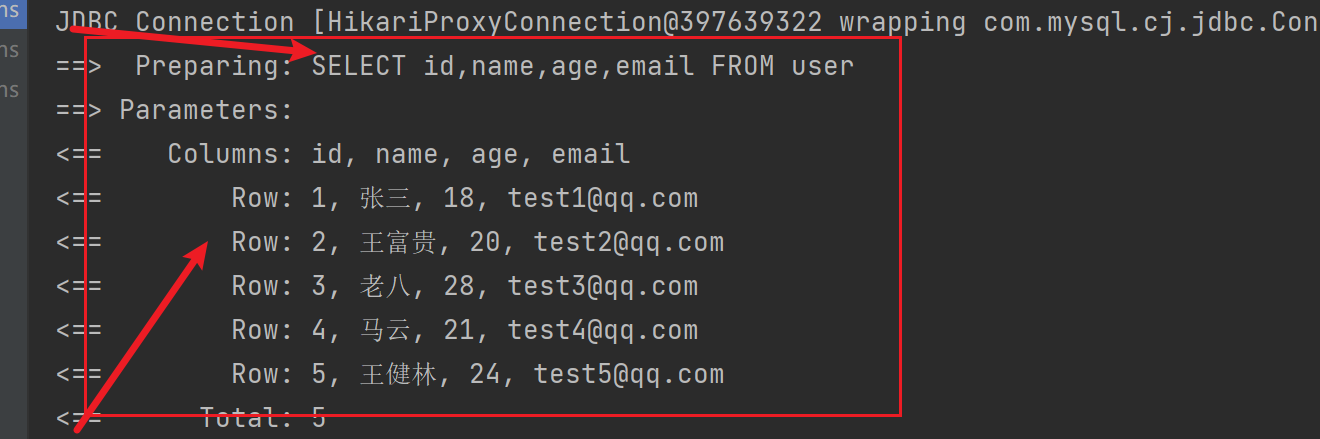 ns
JDBC Connection [HikariProxyConnection@397639322 wrapping com.mysql.cj.jdbc.Con
ns
==> Preparing: SELECT id,name,age,email FROM user
ns
==> Parameters:
<== Columns: id, name, age, email
<== Row: 1, 张三, 18, test1@qq.com
<== Row: 2, 王富贵, 20, test2@qq.com
<== Row: 3, 老八, 28, test3@qq.com
<== Row: 4, 马云, 21, test4@qq.com
<== Row: 5, 王健林, 24, test5@qq.com
<== Total: 5